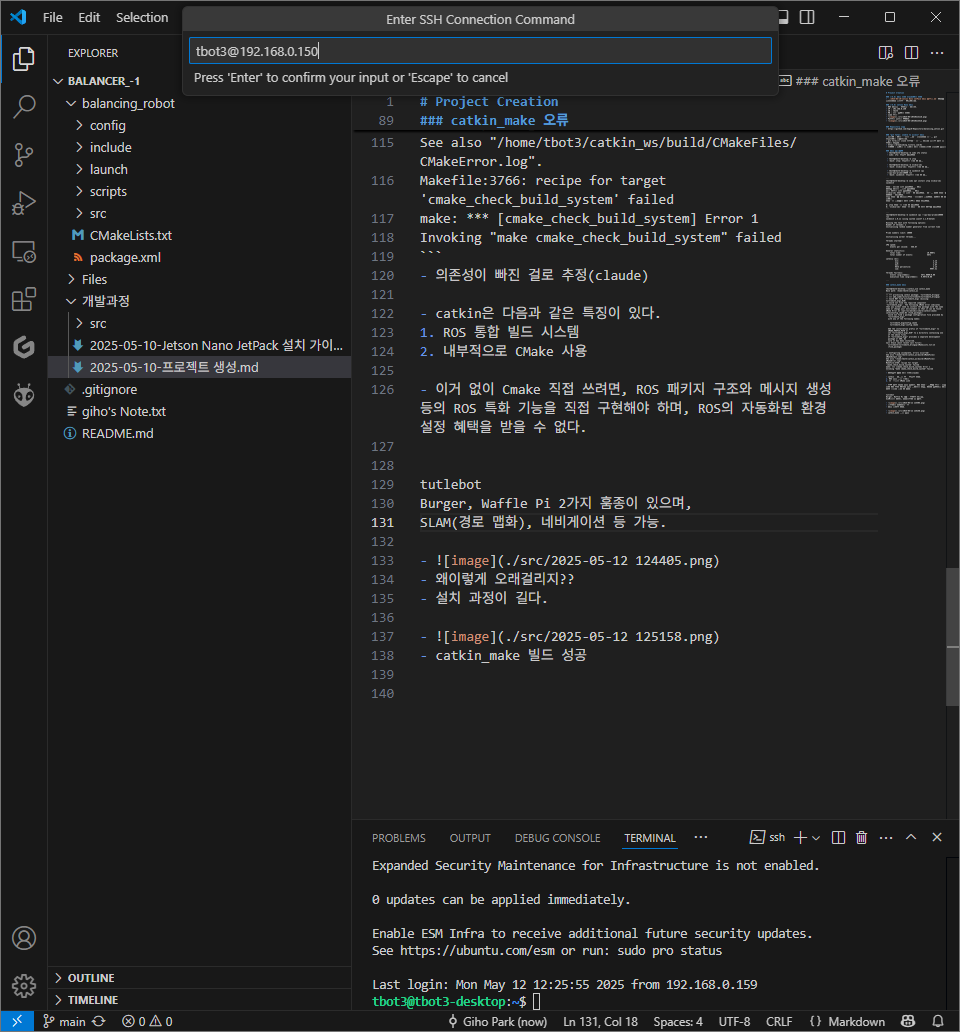 File Edit Selection
Enter SSH Connection Command
tbot3@192.168.0.150
Press 'Enter' to confirm your input or 'Escape' to cancel
EXPLORER
BALANCER_-1
balancing_robot
config
include
launch
scripts
src
CMakeLists.txt
package.xml
Files
개발과정
src
2025-05-10-Jetson Nano JetPack 설치 가이...
2025-05-10-프로젝트 생성.md
.gitignore
giho's Note.txt
README.md
OUTLINE
TIMELINE
### catkin_make 오류
1 # Project Creation
89 ### catkin_make 오류
115 See also "/home/tbot3/catkin_ws/build/CMakeFiles/
CMakeError.log".
116 Makefile:3766: recipe for target
'cmake_check_build_system' failed
117 make: *** [cmake_check_build_system] Error 1
118 Invoking "make cmake_check_build_system" failed
119 ```
120 - 의존성이 빠진 걸로 추정(claude)
121
122 - catkin은 다음과 같은 특징이 있다.
123 1. ROS 통합 빌드 시스템
124 2. 내부적으로 CMake 사용
125
126 - 이거 없이 Cmake 직접 쓰려면, ROS 패키지 구조와 메시지 생성
등의 ROS 특화 기능을 직접 구현해야 하며, ROS의 자동화된 환경
설정 혜택을 받을 수 없다.
127
128
129 tutlebot
130 Burger, Waffle Pi 2가지 훔종이 있으며,
131 SLAM(경로 맵화), 네비게이션 등 가능.
132
133 - ![image](./src/2025-05-12 124405.png)
134 - 왜이렇게 오래걸리지??
135 - 설치 과정이 길다.
136
137 - ![image](./src/2025-05-12 125158.png)
138 - catkin_make 빌드 성공
139
140
PROBLEMS OUTPUT DEBUG CONSOLE TERMINAL ... ssh
Expanded Security Maintenance for Infrastructure is not enabled.
0 updates can be applied immediately.
Enable ESM Infra to receive additional future security updates.
See https://ubuntu.com/esm or run: sudo pro status
Last login: Mon May 12 12:25:55 2025 from 192.168.0.159
tbot3@tbot3-desktop:~$
main 0 0 Giho Park (now) Ln 131, Col 18 Spaces: 4 UTF-8 CRLF {} Markdown